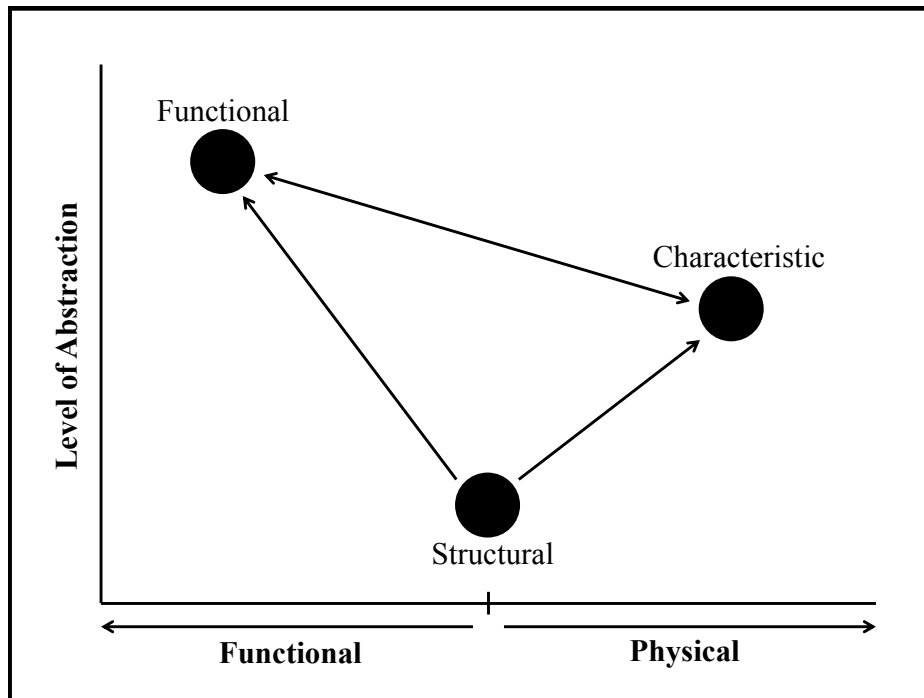 Functional
Characteristic
Level of Abstraction
Structural
Functional
Physical